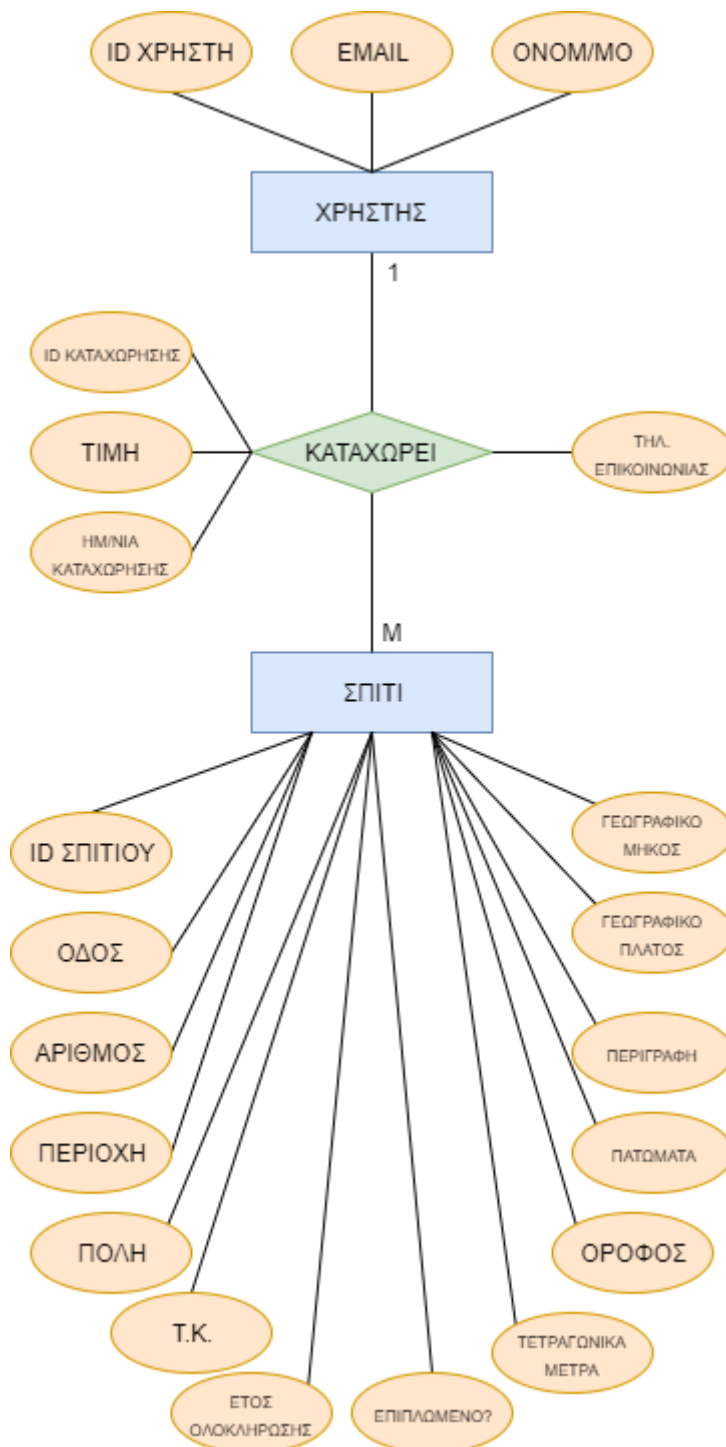 ID ΧΡΗΣΤΗ
EMAIL
ΟΝΟΜ/ΜΟ
ΧΡΗΣΤΗΣ
1
ID ΚΑΤΑΧΩΡΗΣΗΣ
ΤΙΜΗ
ΗΜ/ΝΙΑ
ΚΑΤΑΧΩΡΗΣΗΣ
ΚΑΤΑΧΩΡΕΙ
ΤΗΛ.
ΕΠΙΚΟΙΝΩΝΙΑΣ
Μ
ΣΠΙΤΙ
ID ΣΠΙΤΙΟΥ
ΟΔΟΣ
ΑΡΙΘΜΟΣ
ΠΕΡΙΟΧΗ
ΠΟΛΗ
Τ.Κ.
ΕΤΟΣ
ΟΛΟΚΛΗΡΩΣΗΣ
ΕΠΙΠΛΩΜΕΝΟ?
ΤΕΤΡΑΓΩΝΙΚΑ
ΜΕΤΡΑ
ΟΡΟΦΟΣ
ΠΑΤΩΜΑΤΑ
ΠΕΡΙΓΡΑΦΗ
ΓΕΩΓΡΑΦΙΚΟ
ΠΛΑΤΟΣ
ΓΕΩΓΡΑΦΙΚΟ
ΜΗΚΟΣ